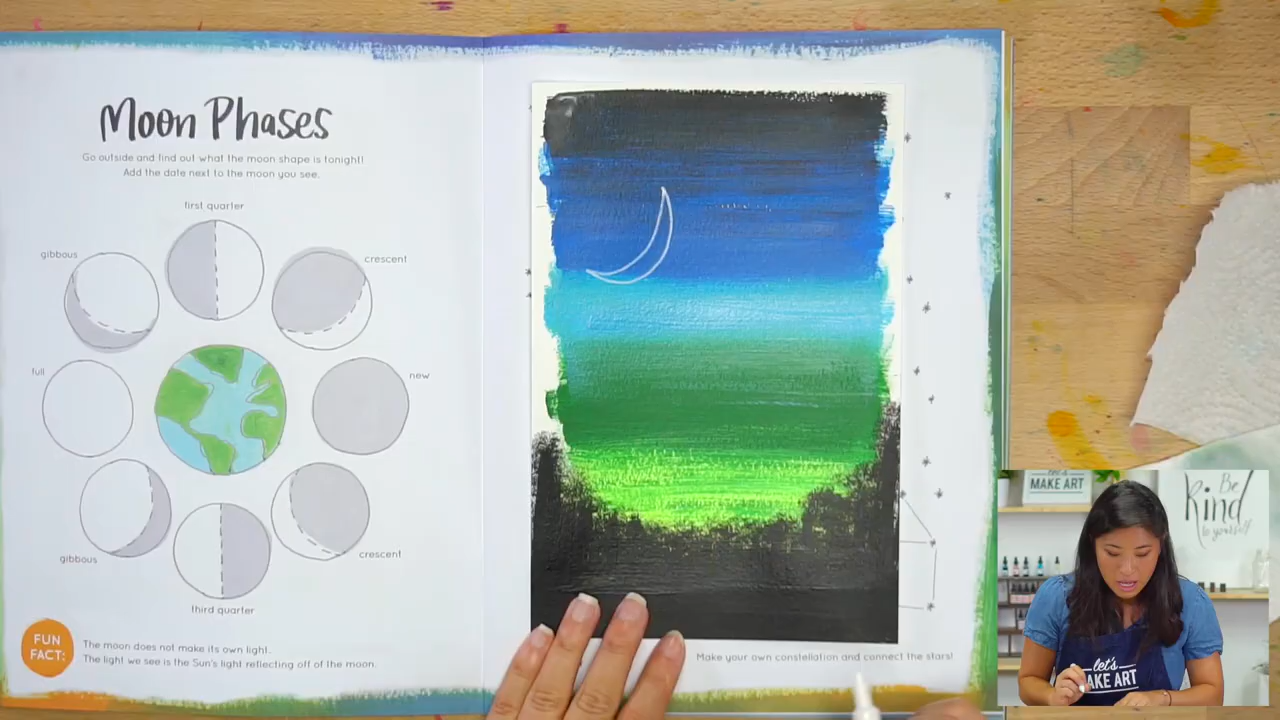 Moon Phases
Go outside and find out what the moon shape is tonight!
Add the date next to the moon you see.
first quarter
gibbous
crescent
full
new
gibbous
crescent
third quarter
FUN
FACT:
The moon does not make its own light.
The light we see is the Sun's light reflecting off of the moon.
Make your own constellation and connect the stars!
let's
MAKE ART
Be
kind
to yourself
let's
MAKE ART